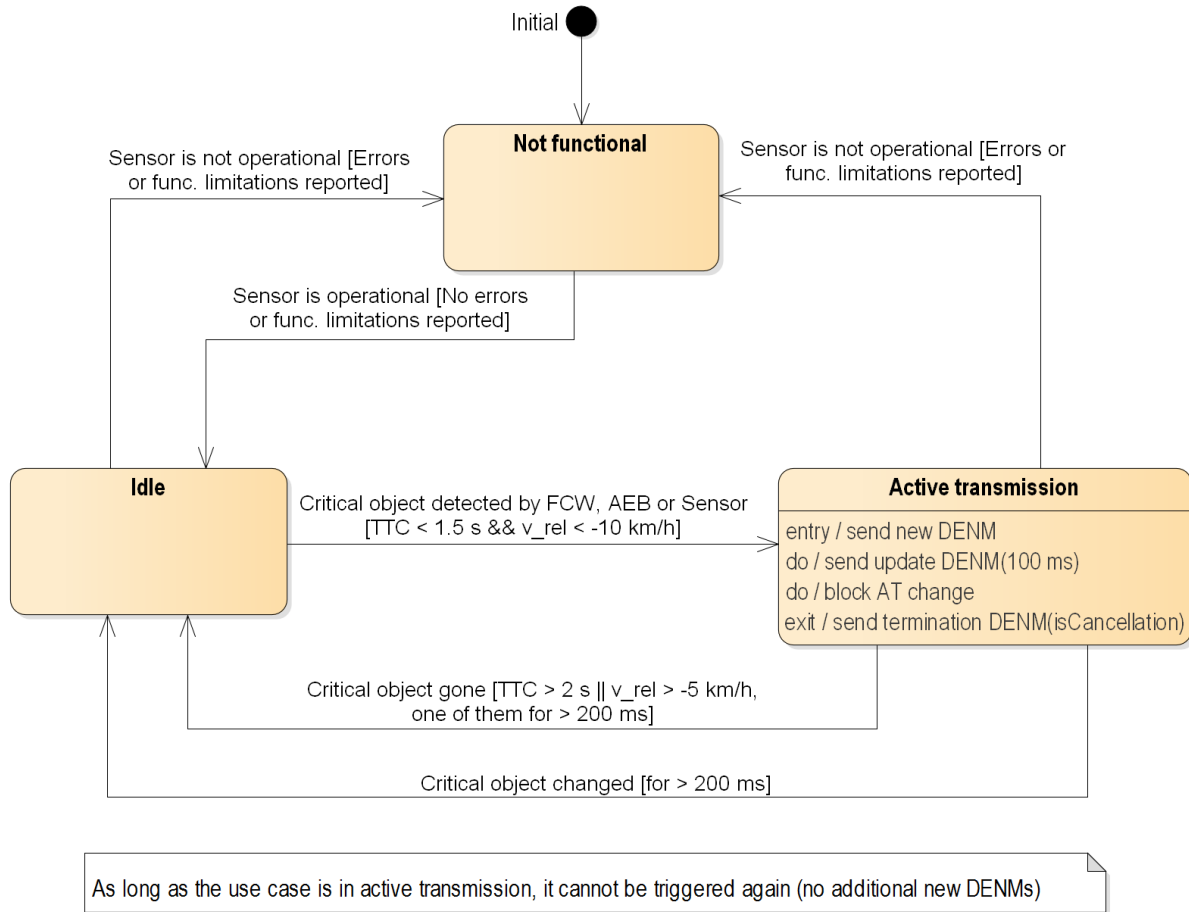 Initial
Not functional
Sensor is not operational [Errors
or func. limitations reported]
Sensor is not operational [Errors or
func. limitations reported]
Sensor is operational [No errors
or func. limitations reported]
Idle
Critical object detected by FCW, AEB or Sensor
[TTC < 1.5 s && v_rel < -10 km/h]
Active transmission
entry / send new DENM
do / send update DENM(100 ms)
do / block AT change
exit / send termination DENM(isCancellation)
Critical object gone [TTC > 2 s || v_rel > -5 km/h,
one of them for > 200 ms]
Critical object changed [for > 200 ms]
As long as the use case is in active transmission, it cannot be triggered again (no additional new DENMs)